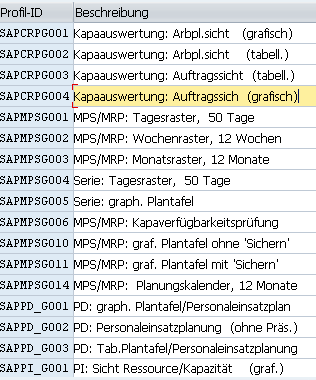 Profil-ID Beschreibung
SAPCRPG001 Kapaauswertung: Arbpl.sicht (grafisch)
SAPCRPG002 Kapaauswertung: Arbpl.sicht (tabell.)
SAPCRPG003 Kapaauswertung: Auftragssicht (tabell.)
SAPCRPG004 Kapaauswertung: Auftragssich (grafisch)
SAPMPSG001 MPS/MRP: Tagesraster, 50 Tage
SAPMPSG002 MPS/MRP: Wochenraster, 12 Wochen
SAPMPSG003 MPS/MRP: Monatsraster, 12 Monate
SAPMPSG004 Serie: Tagesraster, 50 Tage
SAPMPSG005 Serie: graph. Plantafel
SAPMPSG006 MPS/MRP: Kapaverfügbarkeitsprüfung
SAPMPSG010 MPS/MRP: graf. Plantafel ohne 'Sichern'
SAPMPSG011 MPS/MRP: graf. Plantafel mit 'Sichern'
SAPMPSG014 MPS/MRP: Planungskalender, 12 Monate
SAPPD_G001 PD: graph. Plantafel/Personaleinsatzplan
SAPPD_G002 PD: Personaleinsatzplanung (ohne Präs.)
SAPPD_G003 PD: Tab.Plantafel/Personaleinsatzplanung
SAPPI_G001 PI: Sicht Ressource/Kapazität (graf.)